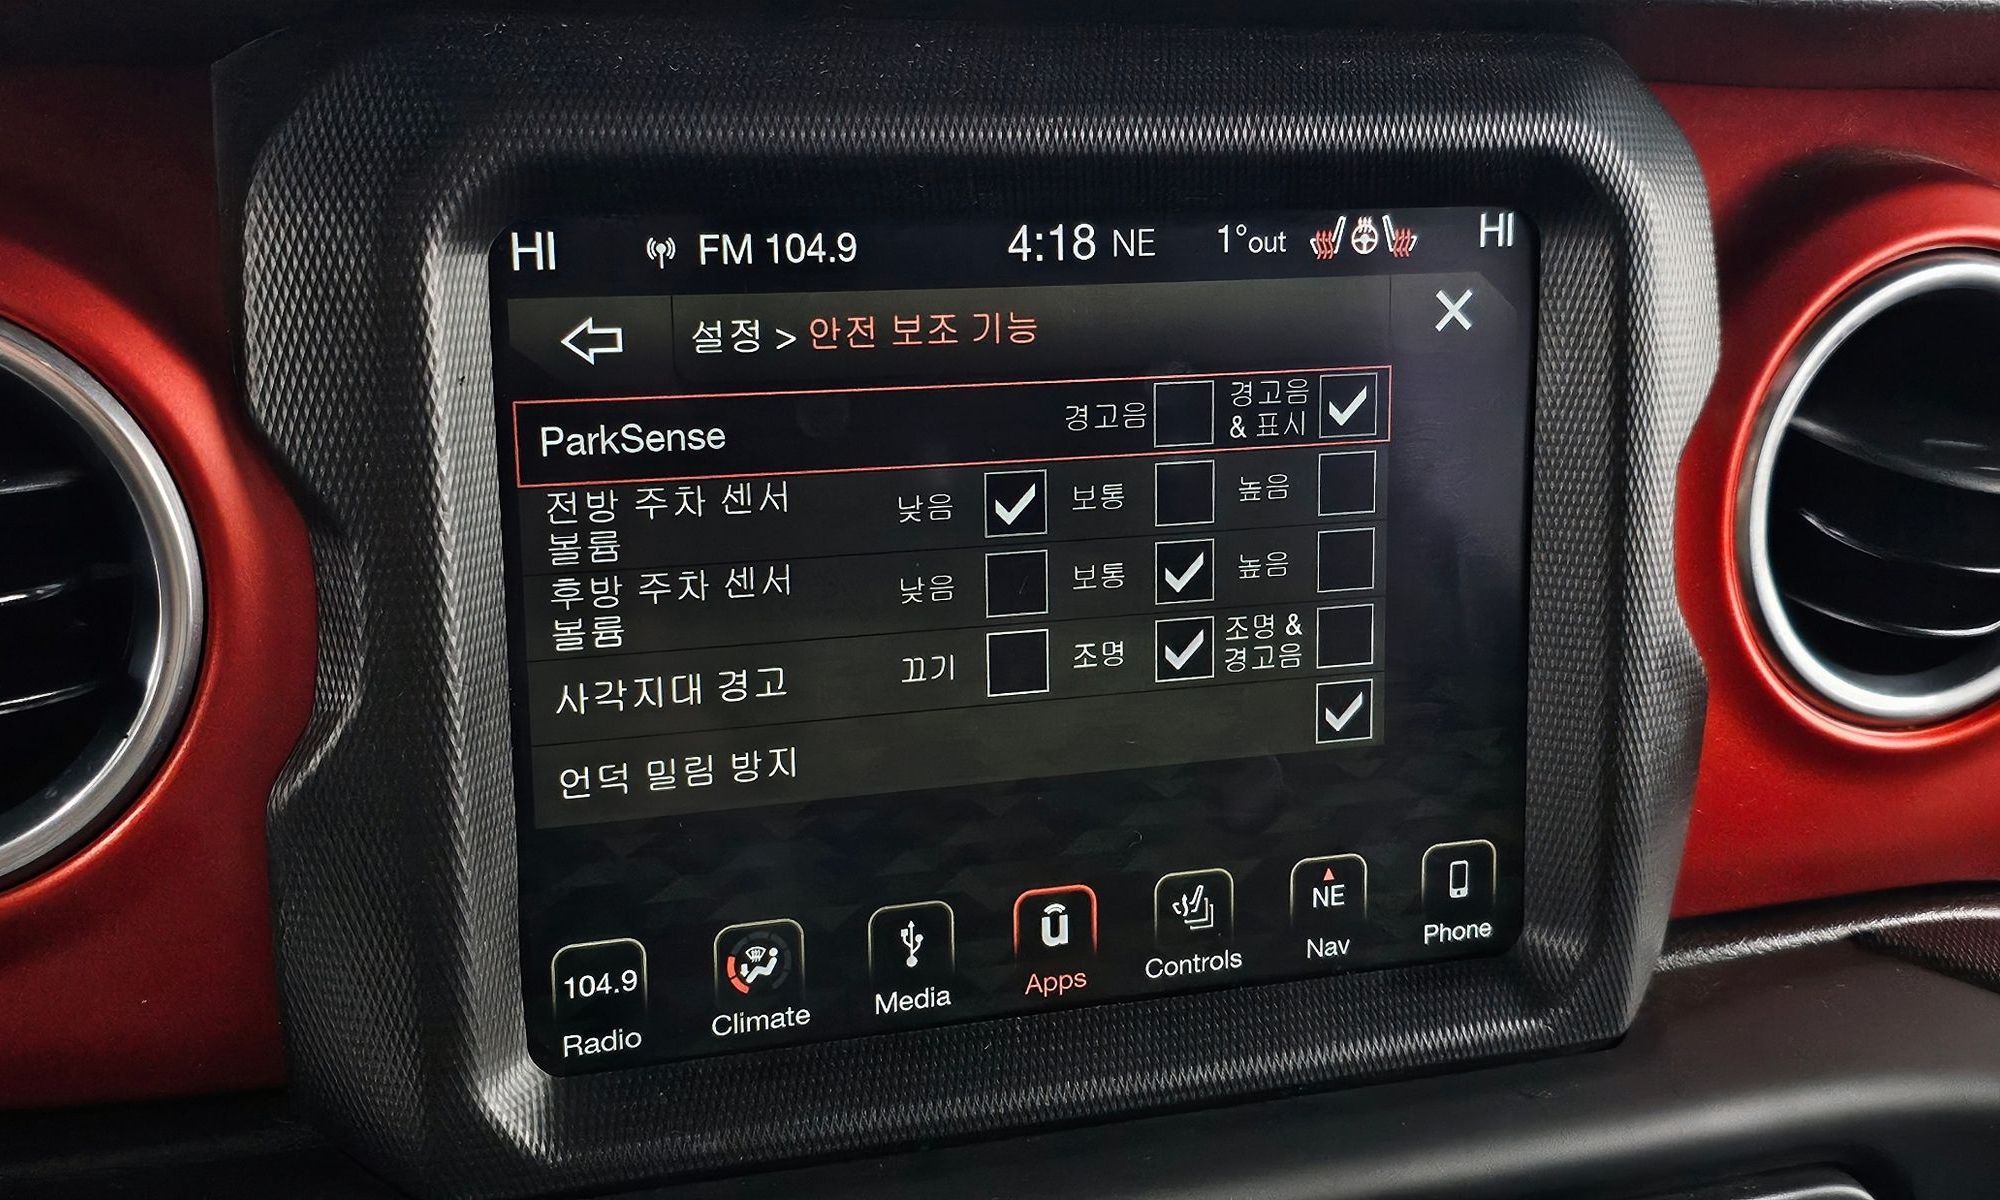 HI FM 104.9 4:18 NE 1°out HI
설정 > 안전 보조 기능
ParkSense 경고음 경고음
& 표시
전방 주차 센서 낮음 보통 높음
볼륨
후방 주차 센서 낮음 보통 높음
볼륨
사각지대 경고 끄기 조명 조명 &
경고음
언덕 밀림 방지
104.9 NE
Radio Climate Media Apps Controls Nav Phone